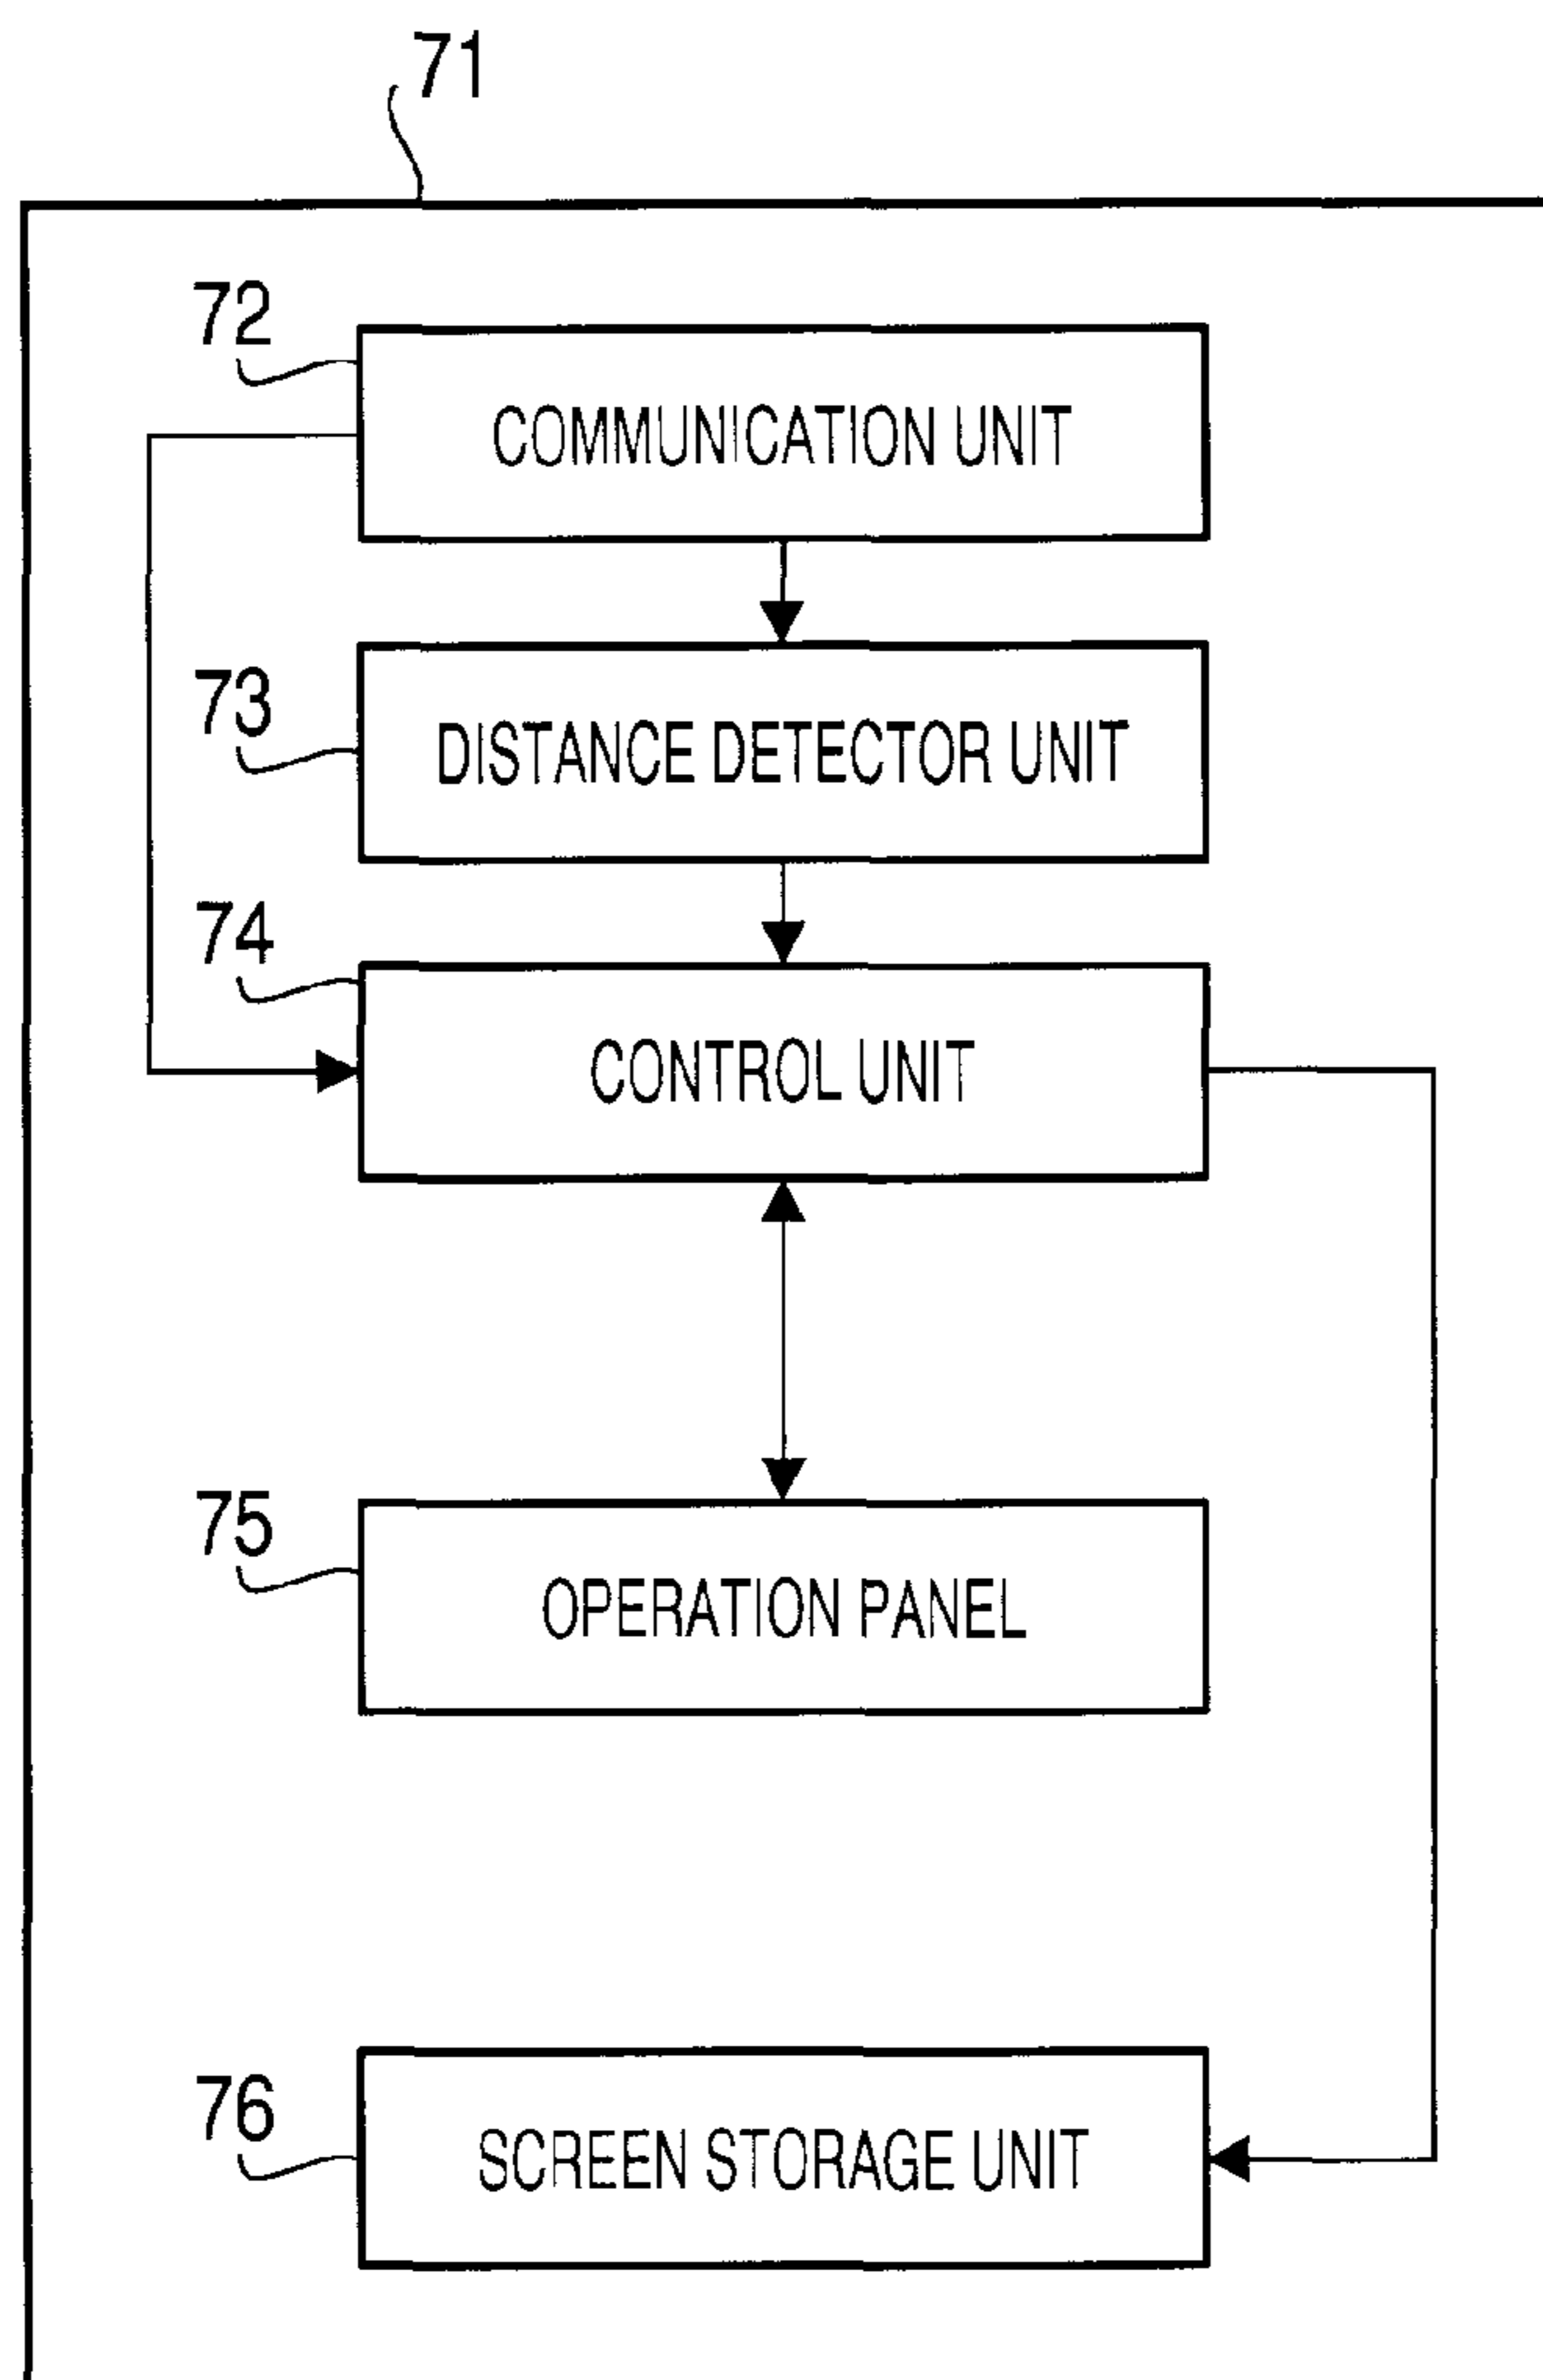 71
72
COMMUNICATION UNIT
73
DISTANCE DETECTOR UNIT
74
CONTROL UNIT
75
OPERATION PANEL
76
SCREEN STORAGE UNIT